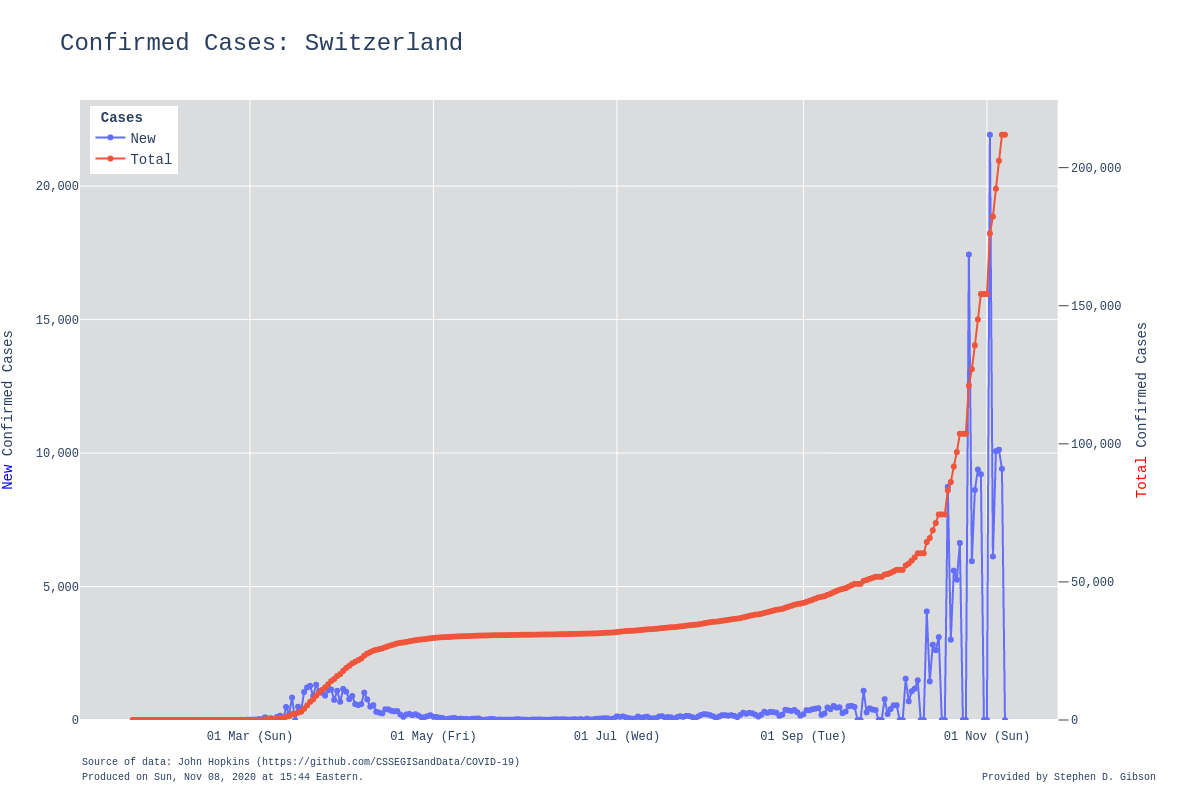 Confirmed Cases: Switzerland
Cases
New
Total
20,000
15,000
10,000
5,000
0
200,000
150,000
100,000
50,000
0
New Confirmed Cases
Total Confirmed Cases
01 Mar (Sun)
01 May (Fri)
01 Jul (Wed)
01 Sep (Tue)
01 Nov (Sun)
Source of data: John Hopkins (https://github.com/CSSEGISandData/COVID-19)
Produced on Sun, Nov 08, 2020 at 15:44 Eastern.
Provided by Stephen D. Gibson